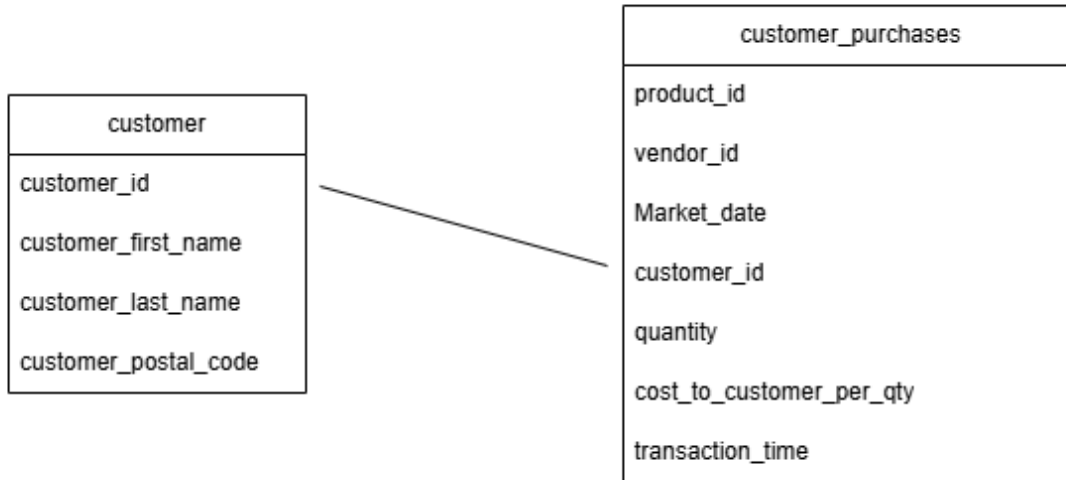 customer
customer_id
customer_first_name
customer_last_name
customer_postal_code
customer_purchases
product_id
vendor_id
Market_date
customer_id
quantity
cost_to_customer_per_qty
transaction_time